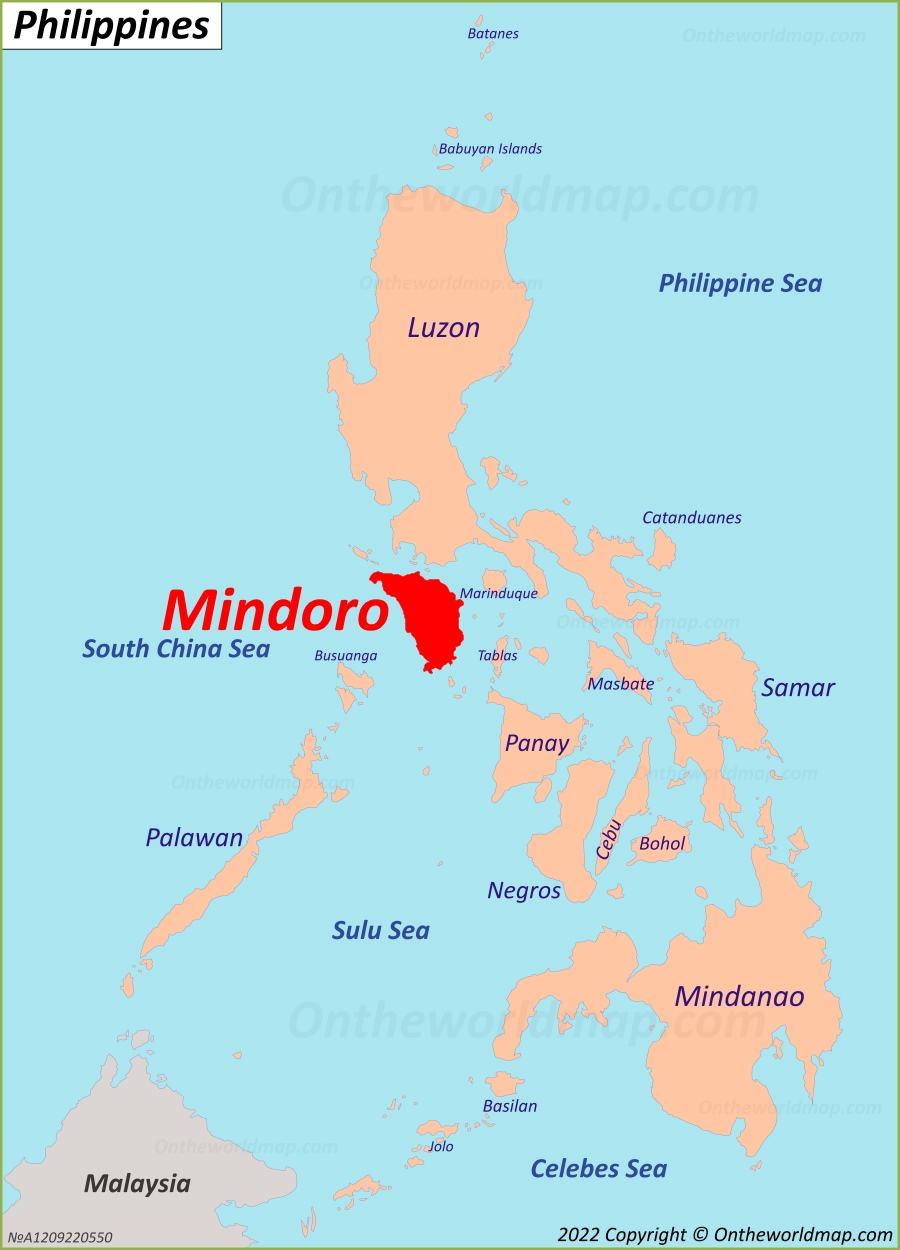 Philippines
Batanes
Ontheworldmap.com
Babuyan Islands
Ontheworldmap.com
Ontheworldmap.com
Philippine Sea
Luzon
Catanduanes
Mindoro
Marinduque
Ontheworldmap.com
South China Sea
Busuanga
Tablas
Masbate
Samar
Panay
Ontheworldmap.com
Ontheworldmap.com
Palawan
Cebu
Bohol
Negros
Sulu Sea
Mindanao
Ontheworldmap.com
Basilan
Ontheworldmap.com
Jolo
Ontheworldmap.com
Celebes Sea
Malaysia
№A1209220550
2022 Copyright © Ontheworldmap.com